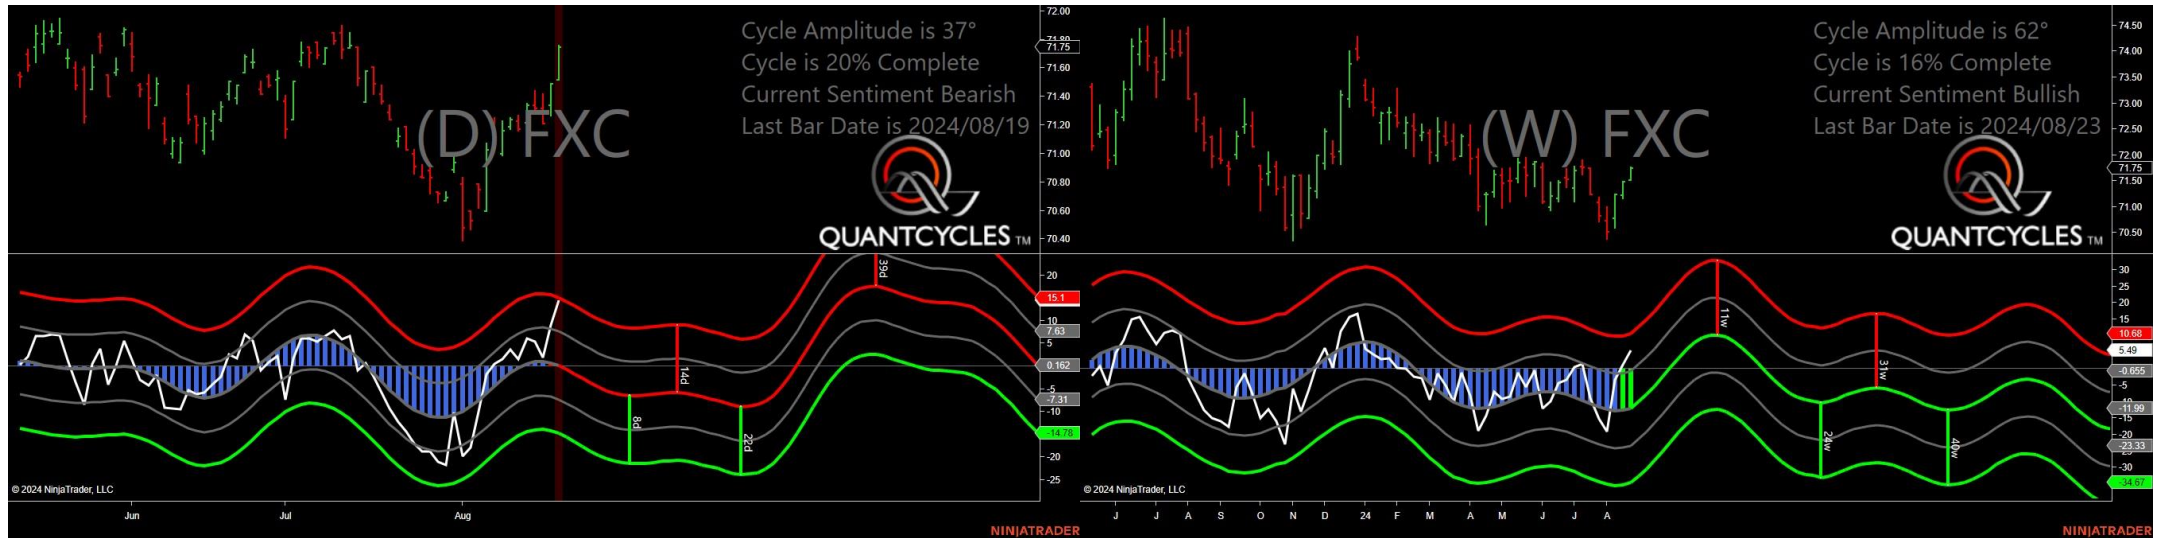 Cycle Amplitude is 37°
Cycle is 20% Complete
Current Sentiment Bearish
Last Bar Date is 2024/08/19
(D) FXC
QUANTCYCLES TM
72.00
71.80
71.75
71.60
71.40
71.20
71.00
70.80
70.60
70.40
20
15.1
7.63
5
0.162
-5
-7.31
-10
-14.78
-20
-25
8d
14d
22d
39d
© 2024 NinjaTrader, LLC
Jun
Jul
Aug
NINJATRADER
Cycle Amplitude is 62°
Cycle is 16% Complete
Current Sentiment Bullish
Last Bar Date is 2024/08/23
(W) FXC
QUANTCYCLES TM
74.50
74.00
73.50
73.00
72.50
72.00
71.75
71.50
71.00
70.50
30
25
20
15
10.68
5.49
-0.655
-5
-11.99
-15
-20
-23.33
-30
-34.67
11w
24w
31w
40w
© 2024 NinjaTrader, LLC
J J A S O N D 24 F M A M J J A
NINJATRADER